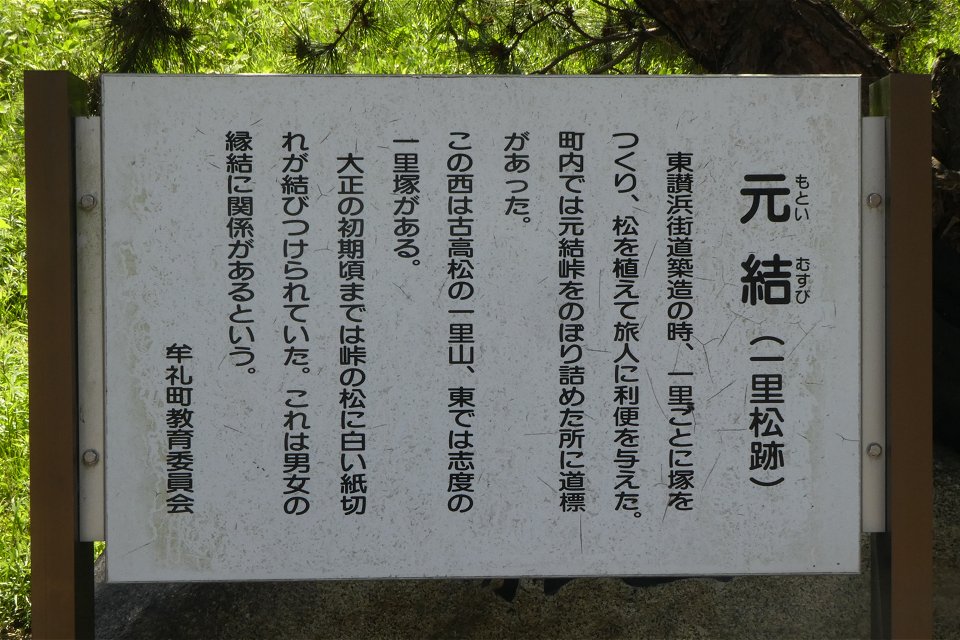 元結（一里松跡）
もとい
むすび
東讃浜街道築造の時、一里ごとに塚を
つくり、松を植えて旅人に利便を与えた。
町内では元結峠をのぼり詰めた所に道標
があった。
この西は古高松の一里山、東では志度の
一里塚がある。
大正の初期頃までは峠の松に白い紙切
れが結びつけられていた。これは男女の
縁結に関係があるという。
牟礼町教育委員会